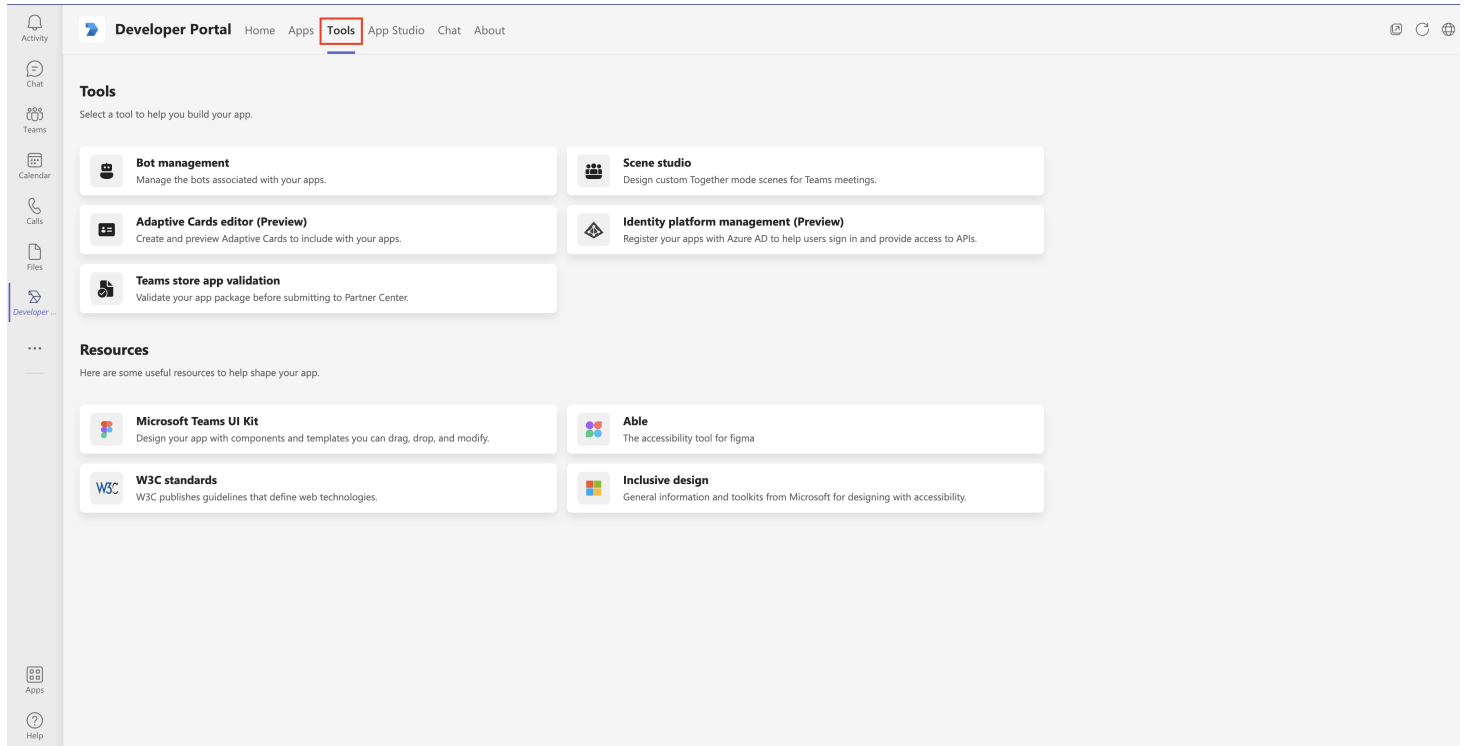 Activity
Chat
Teams
Calendar
Calls
Files
Developer ...
Apps
Help
Developer Portal Home Apps Tools App Studio Chat About
Tools
Select a tool to help you build your app.
Bot management
Manage the bots associated with your apps.
Scene studio
Design custom Together mode scenes for Teams meetings.
Adaptive Cards editor (Preview)
Create and preview Adaptive Cards to include with your apps.
Identity platform management (Preview)
Register your apps with Azure AD to help users sign in and provide access to APIs.
Teams store app validation
Validate your app package before submitting to Partner Center.
Resources
Here are some useful resources to help shape your app.
Microsoft Teams UI Kit
Design your app with components and templates you can drag, drop, and modify.
Able
The accessibility tool for figma
W3C
W3C standards
W3C publishes guidelines that define web technologies.
Inclusive design
General information and toolkits from Microsoft for designing with accessibility.